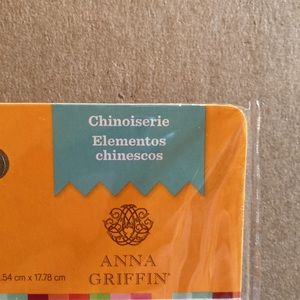 Chinoiserie
Elementos
chinescos
ANNA
GRIFFIN®
.54 cm x 17.78 cm